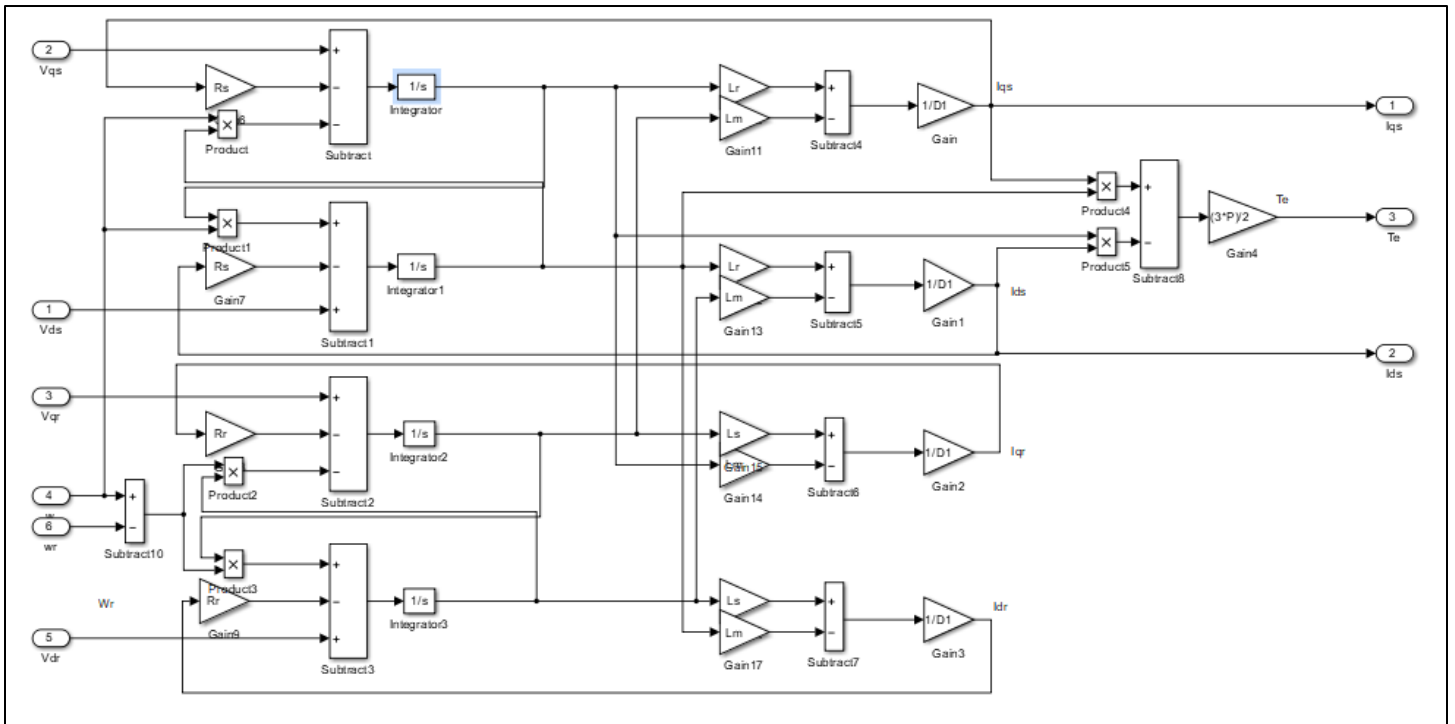 2
Vqs
Rs
Product
+
−
−
Subtract
1/s
Integrator
Lr
Lm
Gain11
+
−
Subtract4
1/D1
Gain
Iqs
1
Iqs
Product1
Rs
Gain7
+
−
+
Subtract1
1/s
Integrator1
Lr
Lm
Gain13
+
−
Subtract5
1/D1
Gain1
Ids
Product4
Product5
+
−
Subtract8
(3*P)/2
Gain4
Te
3
Te
1
Vds
2
Ids
3
Vqr
Rr
Product2
+
−
−
Subtract2
1/s
Integrator2
Ls
Gain15
Gain14
+
−
Subtract6
1/D1
Gain2
Iqr
4
w
6
wr
+
−
Subtract10
Product3
Rr
Gain9
+
−
+
Subtract3
1/s
Integrator3
Ls
Lm
Gain17
+
−
Subtract7
1/D1
Gain3
Idr
Wr
5
Vdr